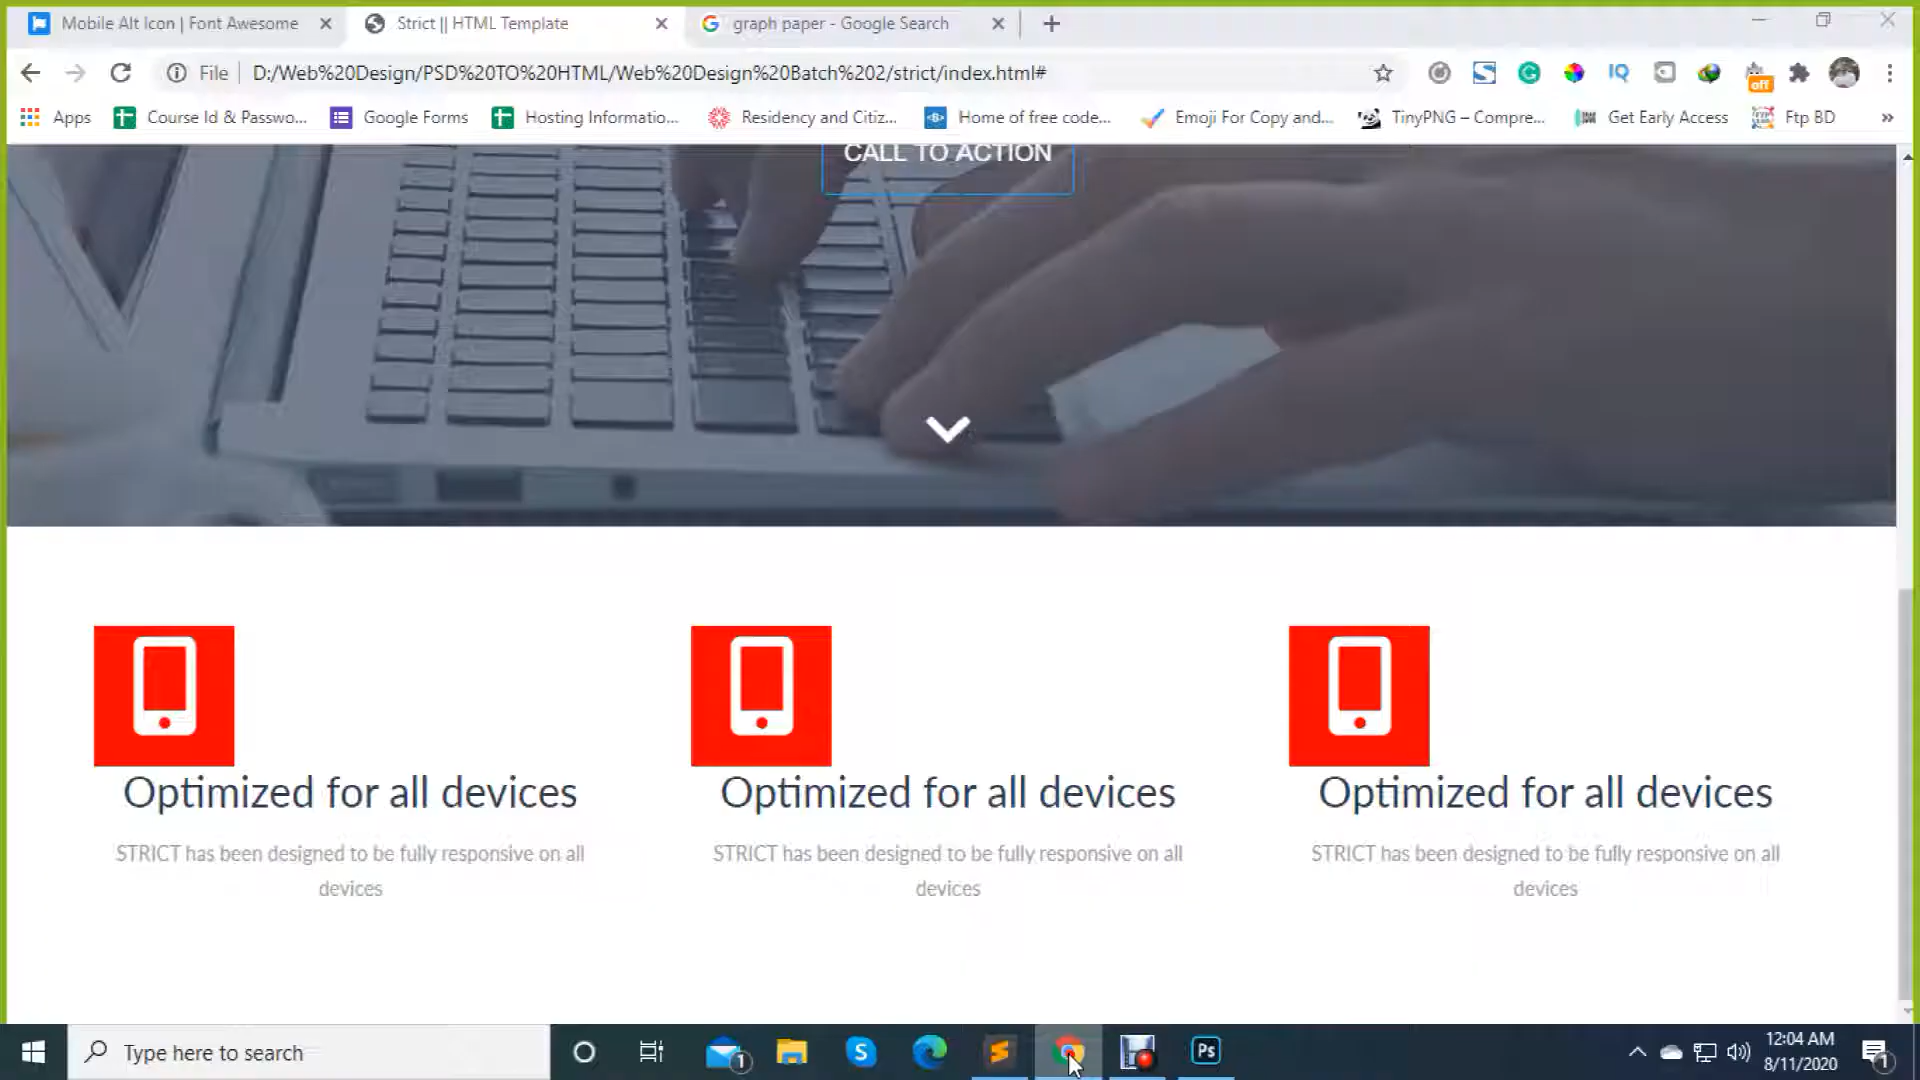 Mobile Alt Icon | Font Awesome
Strict || HTML Template
graph paper - Google Search
File
D:/Web%20Design/PSD%20TO%20HTML/Web%20Design%20Batch%202/strict/index.html#
IQ
off
Apps
Course Id & Passwo...
Google Forms
Hosting Informatio...
Residency and Citiz...
Home of free code...
Emoji For Copy and...
TinyPNG – Compre...
Get Early Access
Ftp BD
»
CALL TO ACTION
Optimized for all devices
STRICT has been designed to be fully responsive on all
devices
Optimized for all devices
STRICT has been designed to be fully responsive on all
devices
Optimized for all devices
STRICT has been designed to be fully responsive on all
devices
Type here to search
1
Ps
12:04 AM
8/11/2020
1